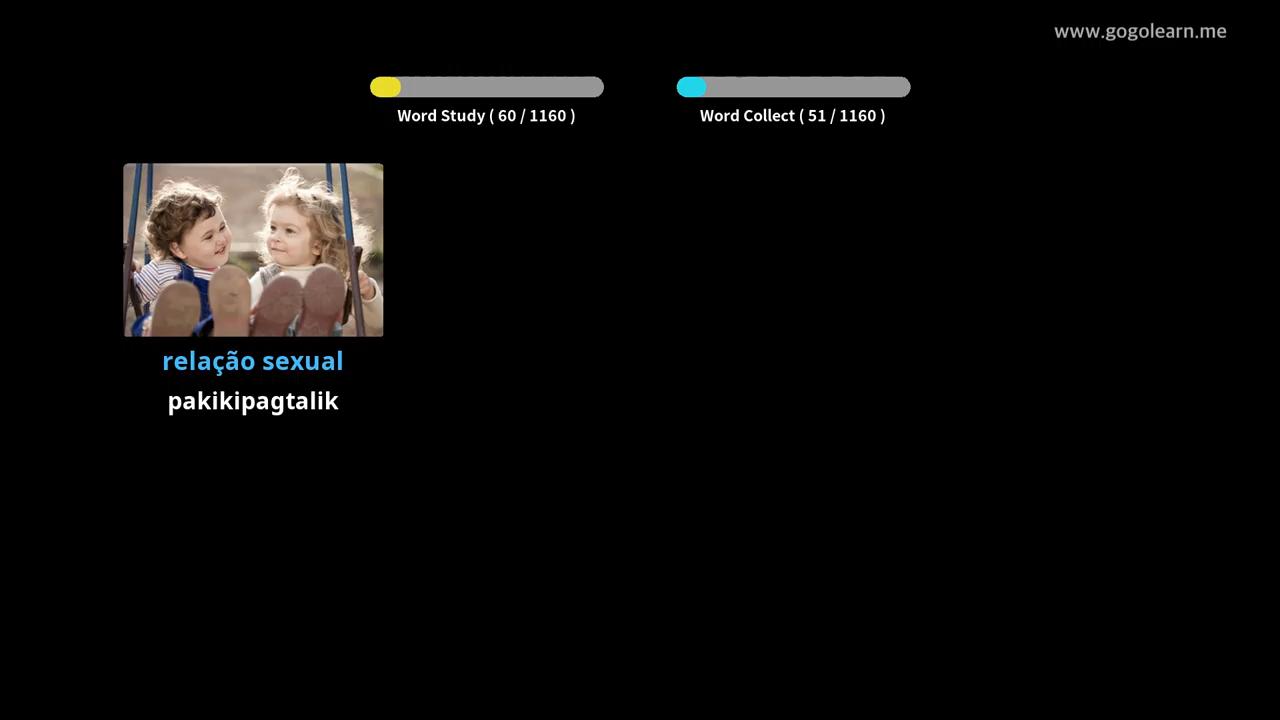 www.gogolearn.me
Word Study ( 60 / 1160 )
Word Collect ( 51 / 1160 )
relação sexual
pakikipagtalik